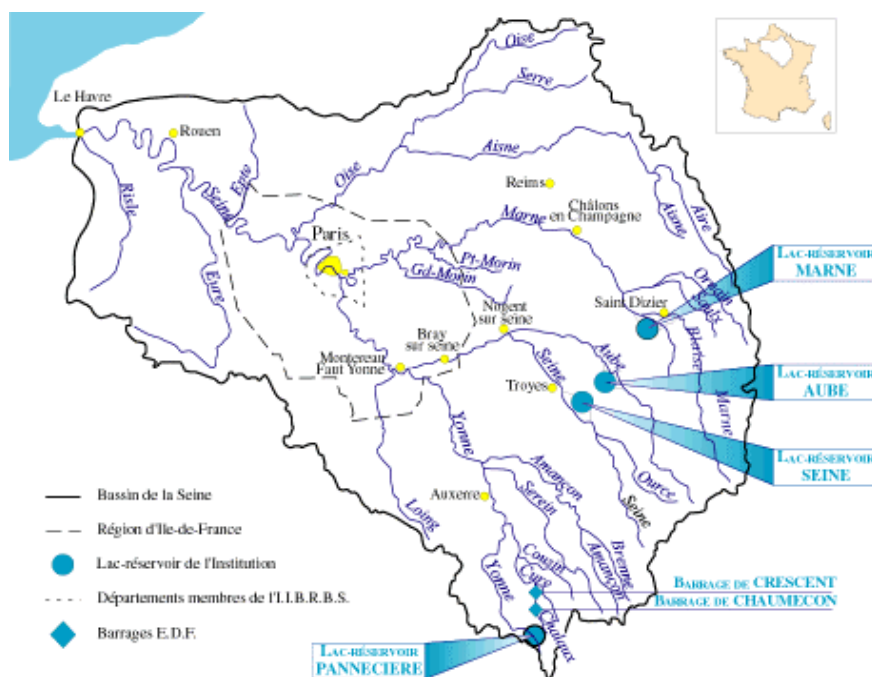 Oise
Serre
Le Havre
Rouen
Aisne
Oise
Epte
Reims
Risle
Seine
Châlons
en Champagne
Marne
Aisne
Aire
Paris
Pt-Morin
Gd-Morin
Eure
LAC-RÉSERVOIR
MARNE
Saint Dizier
Saulx
Nogent
sur seine
Bray
sur seine
Blaise
Montereau
Faut Yonne
Seine
Aube
Troyes
LAC-RÉSERVOIR
AUBE
Marne
Yonne
LAC-RÉSERVOIR
SEINE
Amançon
Ource
Auxerre
Serein
Loing
Seine
Bassin de la Seine
Région d'Ile-de-France
Lac-réservoir de l'Institution
Départements membres de l'I.I.B.R.B.S.
Barrages E.D.F.
Cousin
Cure
Brenne
Amançon
Yonne
BARRAGE DE CRESCENT
BARRAGE DE CHAUMECON
Chalaux
LAC-RÉSERVOIR
PANNECIERE